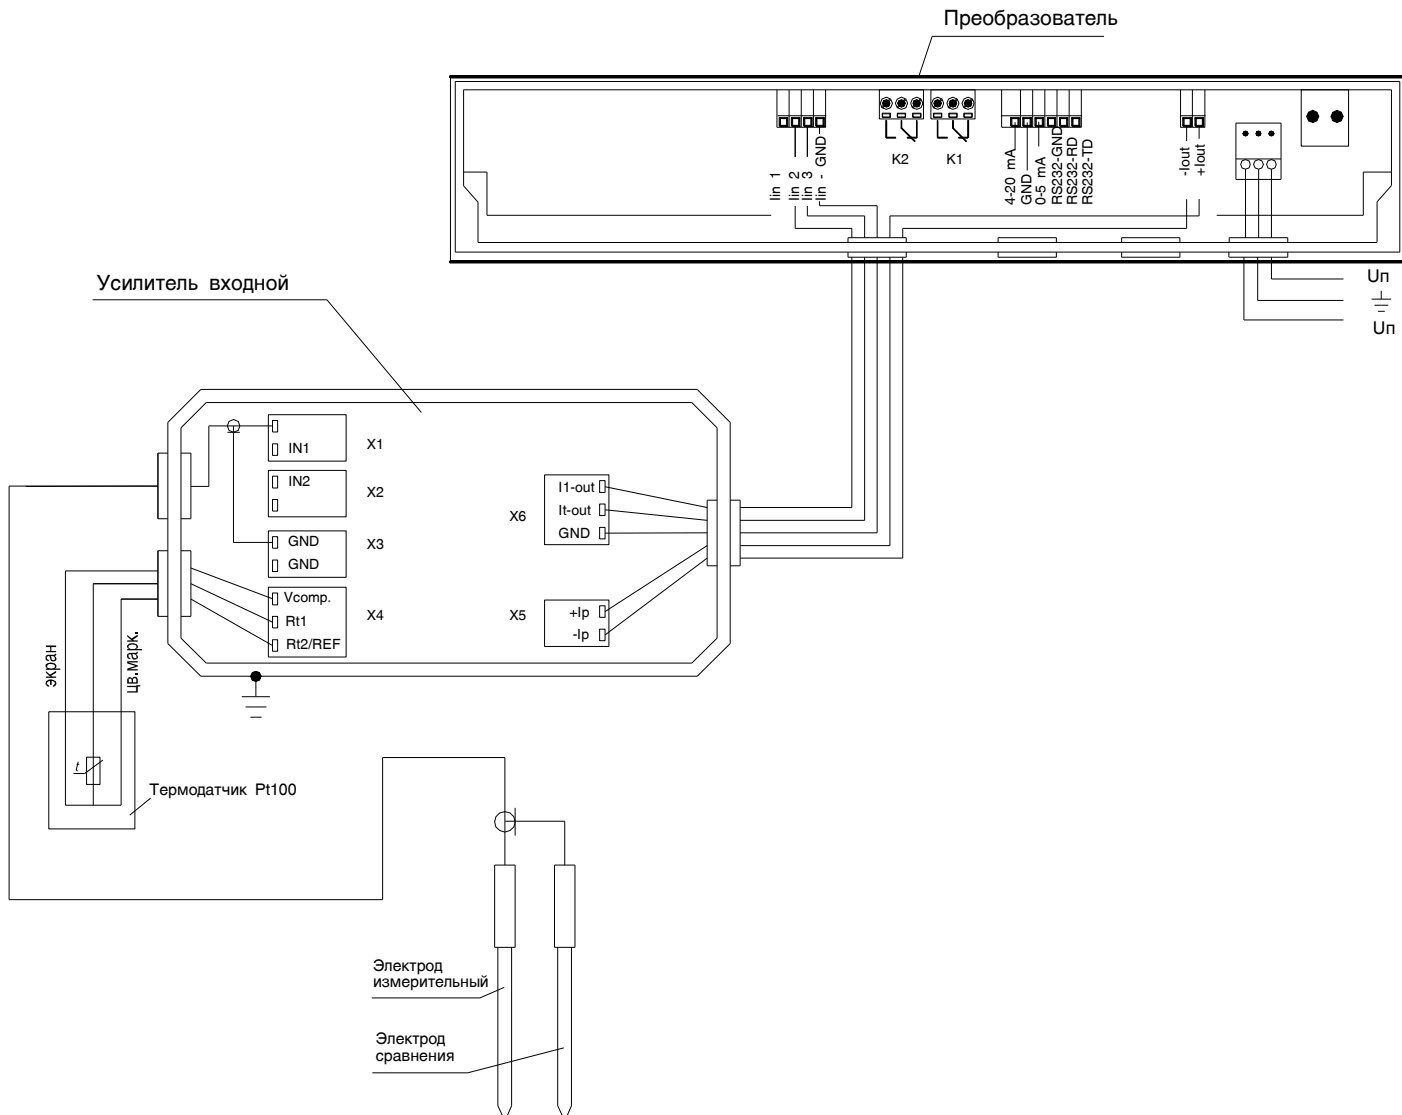 Преобразователь
Iin 1
Iin 2
Iin 3
Iin - GND
K2
K1
4-20 mA
GND
0-5 mA
RS232-GND
RS232-RD
RS232-TD
-Iout
+Iout
Uп
Uп
Усилитель входной
IN1
X1
IN2
X2
GND
X3
GND
Vcomp.
Rt1
X4
Rt2/REF
I1-out
It-out
X6
GND
+Ip
X5
-Ip
экран
цв.марк.
t
Термодатчик Pt100
Электрод
измерительный
Электрод
сравнения